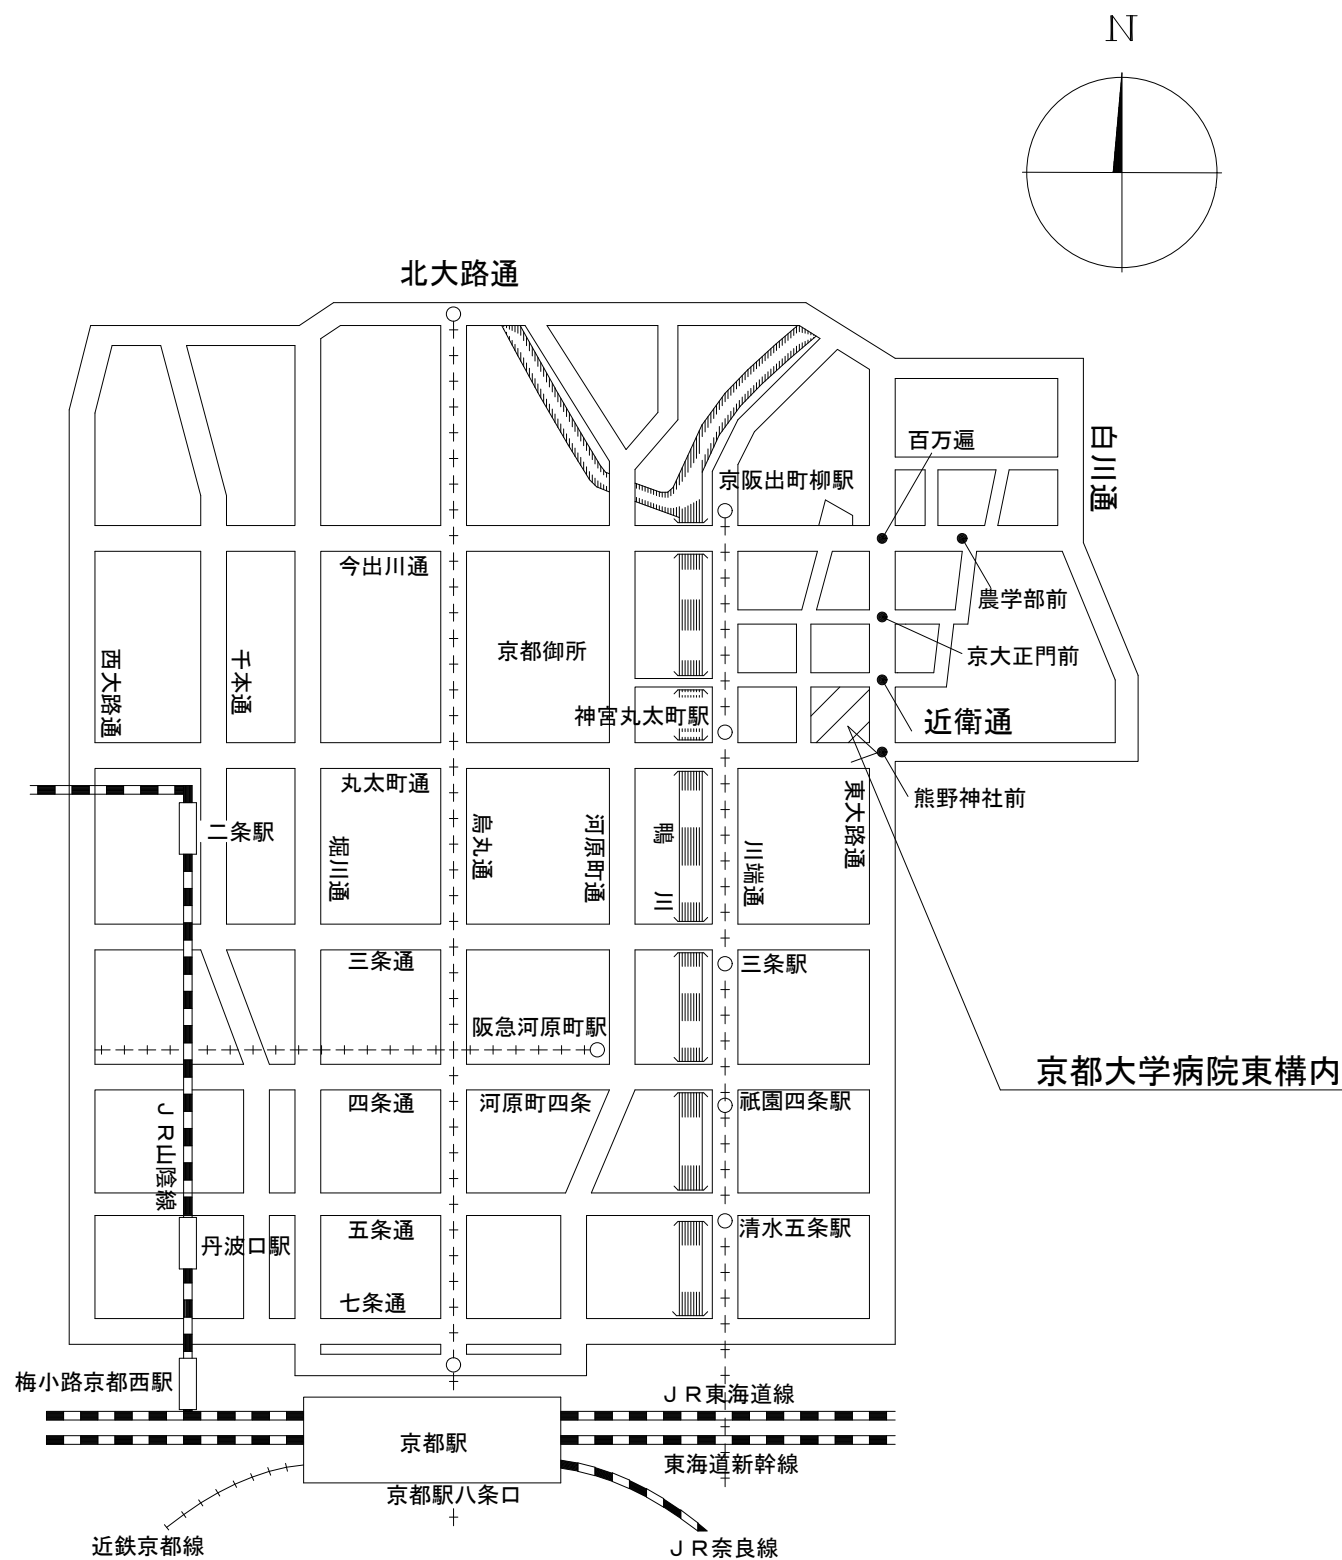 N
北大路通
百万遍
白川通
京阪出町柳駅
今出川通
農学部前
京都御所
京大正門前
西大路通
千本通
神宮丸太町駅
近衛通
丸太町通
熊野神社前
二条駅
堀川通
烏丸通
河原町通
鴨川
川端通
東大路通
三条通
三条駅
阪急河原町駅
京都大学病院東構内
四条通
河原町四条
祇園四条駅
JR山陰線
五条通
清水五条駅
丹波口駅
七条通
梅小路京都西駅
JR東海道線
京都駅
東海道新幹線
京都駅八条口
近鉄京都線
JR奈良線